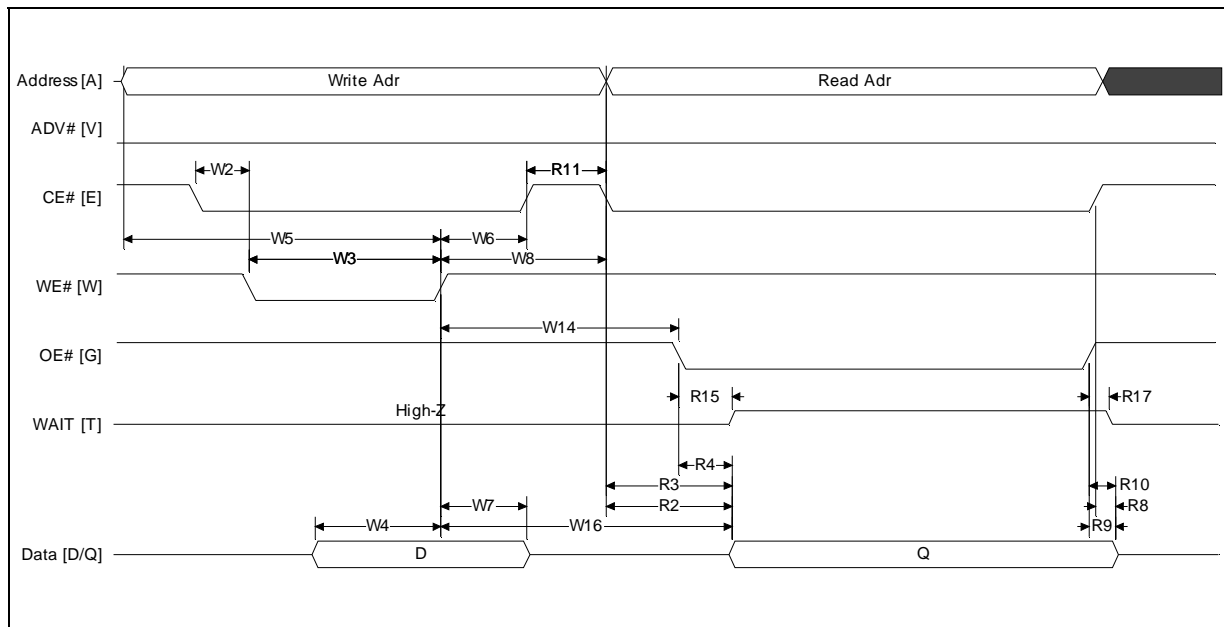 Address [A]
Write Adr
Read Adr
ADV# [V]
W2
R11
CE# [E]
W5
W6
W3
W8
WE# [W]
W14
OE# [G]
R15
R17
High-Z
WAIT [T]
R4
R3
R10
W7
R2
R8
W4
W16
R9
Data [D/Q]
D
Q